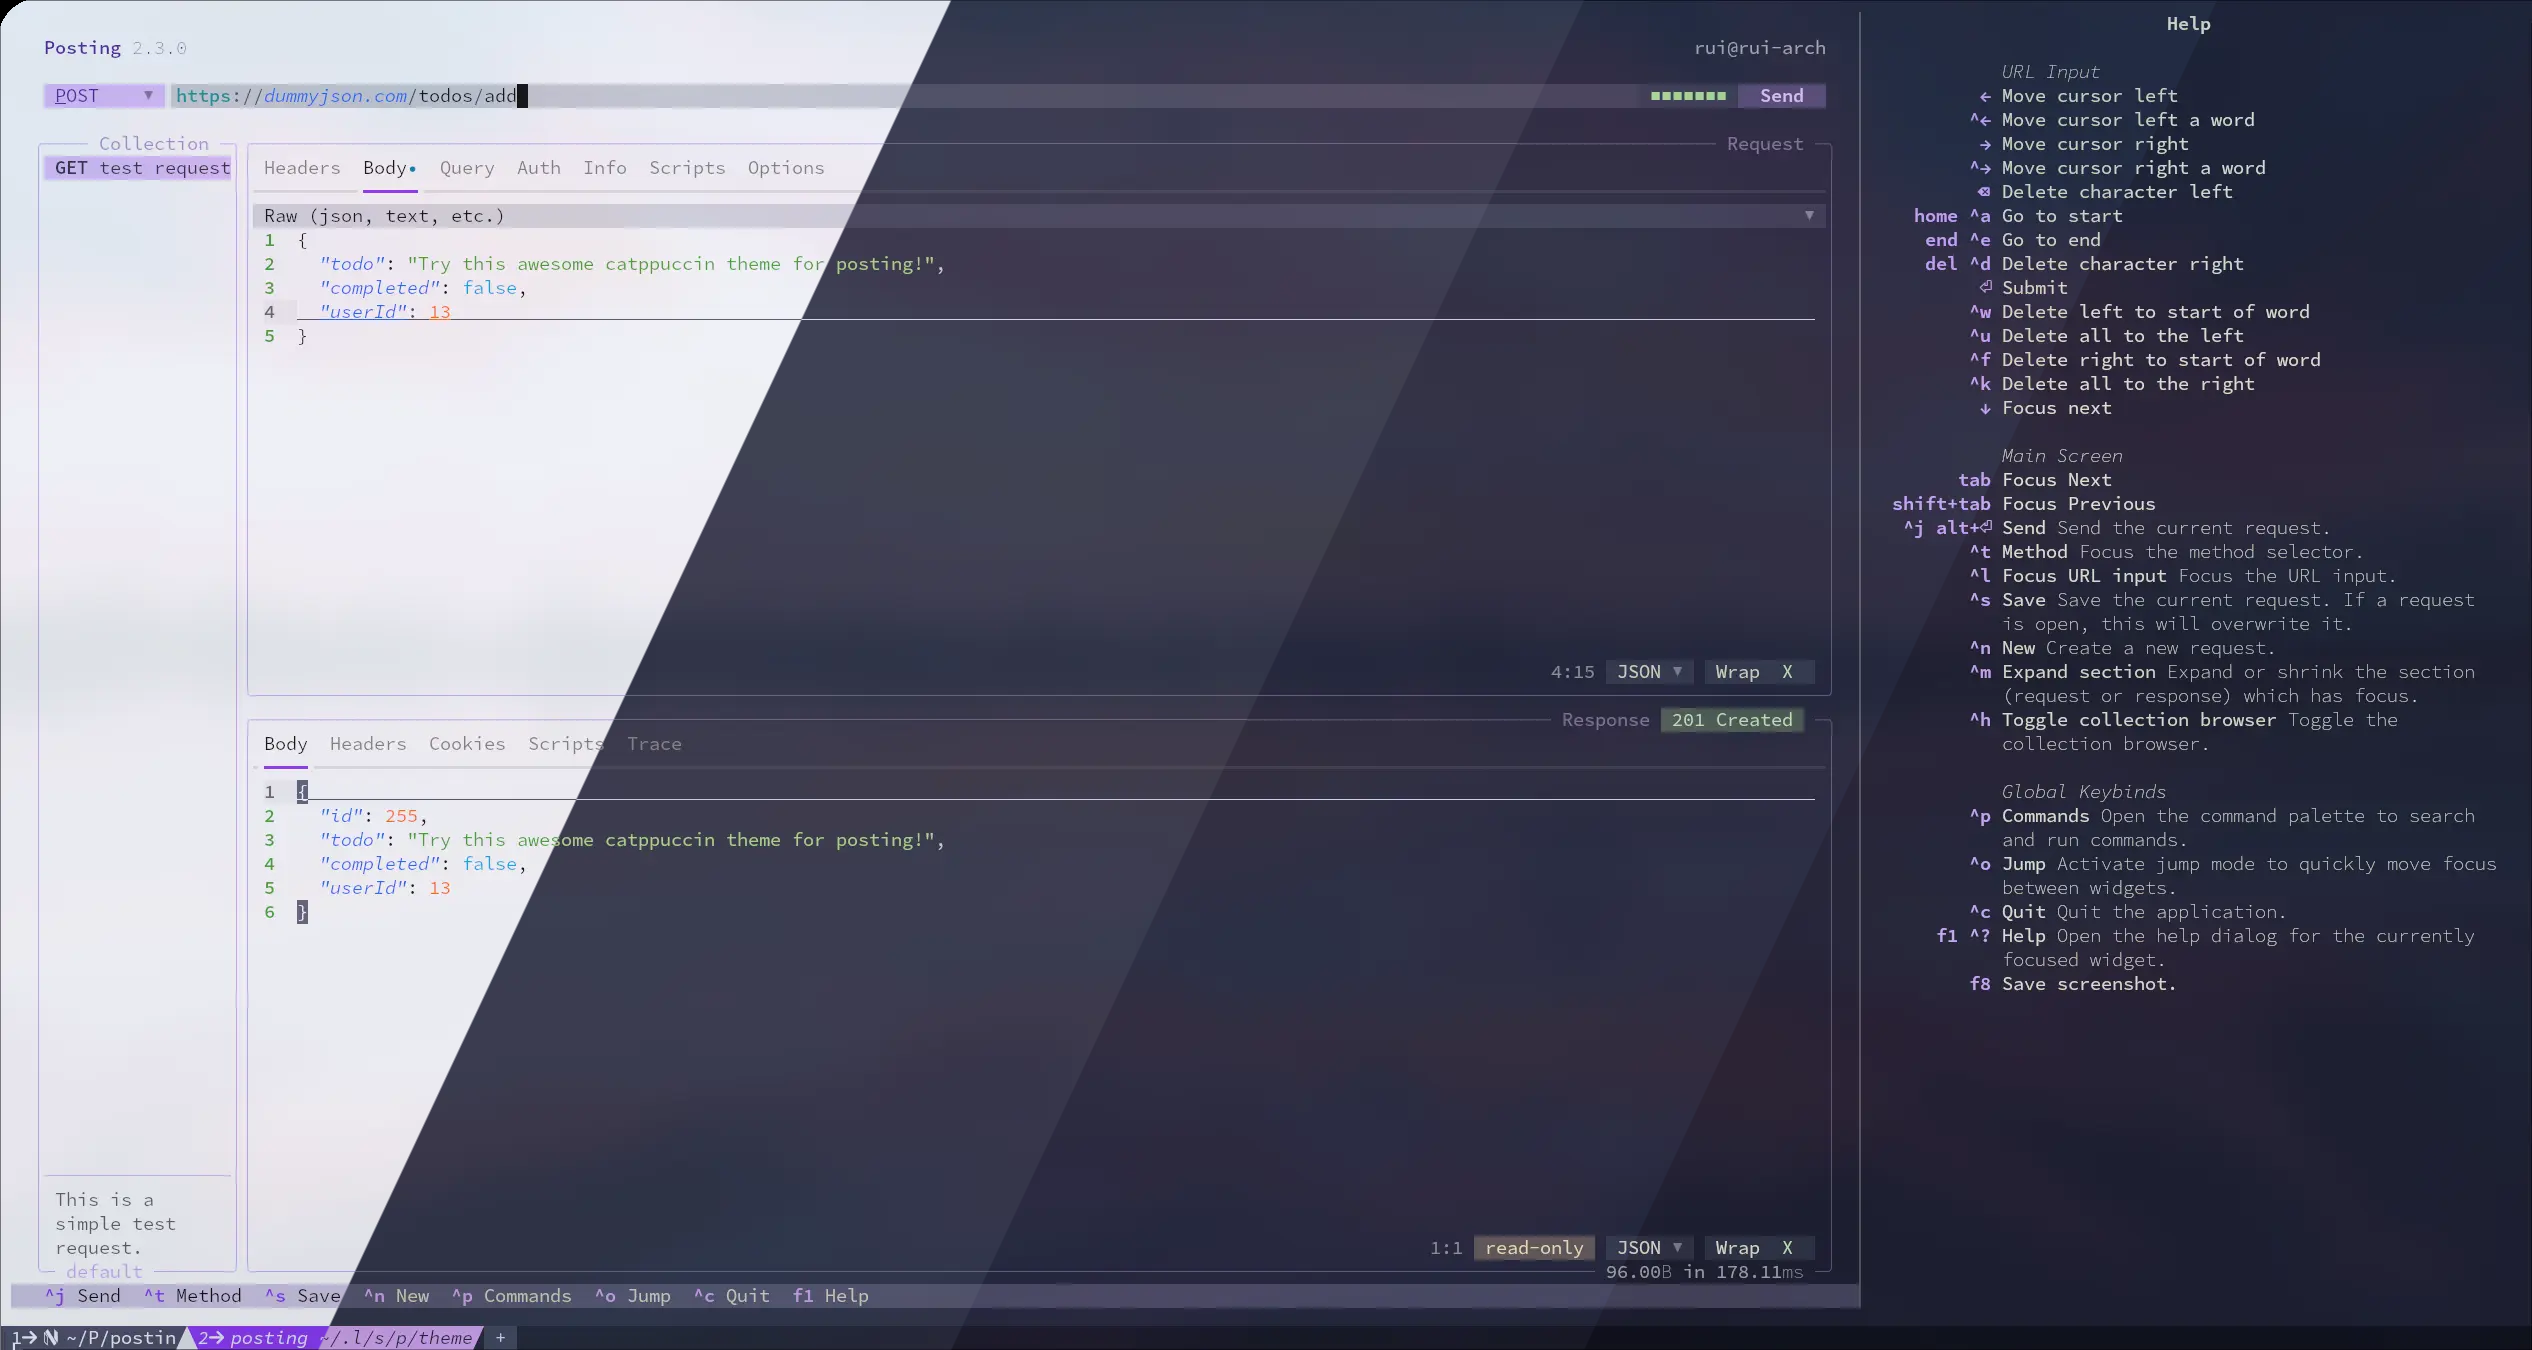 Posting 2.3.0
rui@rui-arch
POST ▼ https://dummyjson.com/todos/add
■■■■■■■ Send
Collection
GET test request
This is a
simple test
request.
default
Request
Headers Body• Query Auth Info Scripts Options
Raw (json, text, etc.) ▼
1 {
2 "todo": "Try this awesome catppuccin theme for posting!",
3 "completed": false,
4 "userId": 13
5 }
4:15 JSON ▼ Wrap X
Response 201 Created
Body Headers Cookies Scripts Trace
1 {
2 "id": 255,
3 "todo": "Try this awesome catppuccin theme for posting!",
4 "completed": false,
5 "userId": 13
6 }
1:1 read-only JSON ▼ Wrap X
96.00B in 178.11ms
^j Send ^t Method ^s Save ^n New ^p Commands ^o Jump ^c Quit f1 Help
1→ ~/P/postin 2→ posting ~/.l/s/p/theme +
Help
URL Input
← Move cursor left
^← Move cursor left a word
→ Move cursor right
^→ Move cursor right a word
⌫ Delete character left
home ^a Go to start
end ^e Go to end
del ^d Delete character right
⏎ Submit
^w Delete left to start of word
^u Delete all to the left
^f Delete right to start of word
^k Delete all to the right
↓ Focus next
Main Screen
tab Focus Next
shift+tab Focus Previous
^j alt+⏎ Send Send the current request.
^t Method Focus the method selector.
^l Focus URL input Focus the URL input.
^s Save Save the current request. If a request
is open, this will overwrite it.
^n New Create a new request.
^m Expand section Expand or shrink the section
(request or response) which has focus.
^h Toggle collection browser Toggle the
collection browser.
Global Keybinds
^p Commands Open the command palette to search
and run commands.
^o Jump Activate jump mode to quickly move focus
between widgets.
^c Quit Quit the application.
f1 ^? Help Open the help dialog for the currently
focused widget.
f8 Save screenshot.